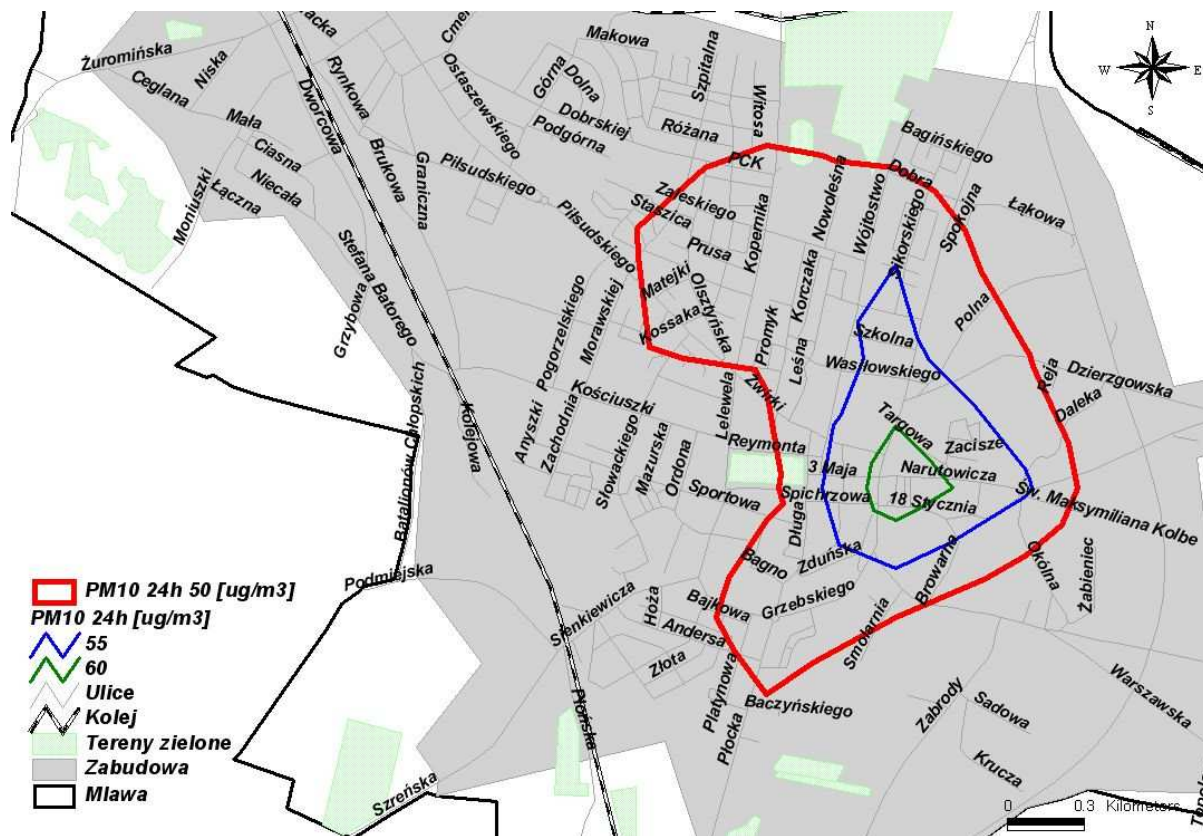 N
W
E
S
Żuromińska
Niska
Ceglana
Mała
Ciasna
Niecała
Łączna
Moniuszki
Rynkowa
Dworcowa
Brukowa
Graniczna
Ostaszewskiego
Górna
Dolna
Makowa
Dobrskiej
Podgórna
Szpitalna
Różana
Witosa
PCK
Bagińskiego
Dobra
Nowoleśna
Wójtostwo
Spokojna
Łąkowa
Piłsudskiego
Piłsudskiego
Zaleskiego
Staszica
Prusa
Kopernika
Matejki
Kossaka
Olsztyńska
Korczaka
Promyk
Leśna
Polna
Szkolna
Wasiłowskiego
Stefana Batorego
Grzybowa
Pogorzelskiego
Morawskiej
Anyszki
Zachodnia
Kościuszki
Słowackiego
Mazurska
Ordona
Lelewela
Żwirki
Reymonta
3 Maja
Targowa
Zacisze
Narutowicza
18 Stycznia
Spichrzowa
Sportowa
Długa
Reja
Daleka
Dzierzgowska
Św. Maksymiliana Kolbe
Okólna
Żabieniec
Batalionów Chłopskich
Kolejowa
Podmiejska
Sienkiewicza
Hoża
Bajkowa
Andersa
Złota
Bagno
Zduńska
Grzebskiego
Browarna
Smolarnia
Platynowa
Płocka
Baczyńskiego
Zabrody
Sadowa
Krucza
Warszawska
Płońska
Szreńska
PM10 24h 50 [ug/m3]
PM10 24h [ug/m3]
55
60
Ulice
Kolej
Tereny zielone
Zabudowa
Mlawa
0 0.3 Kilometers